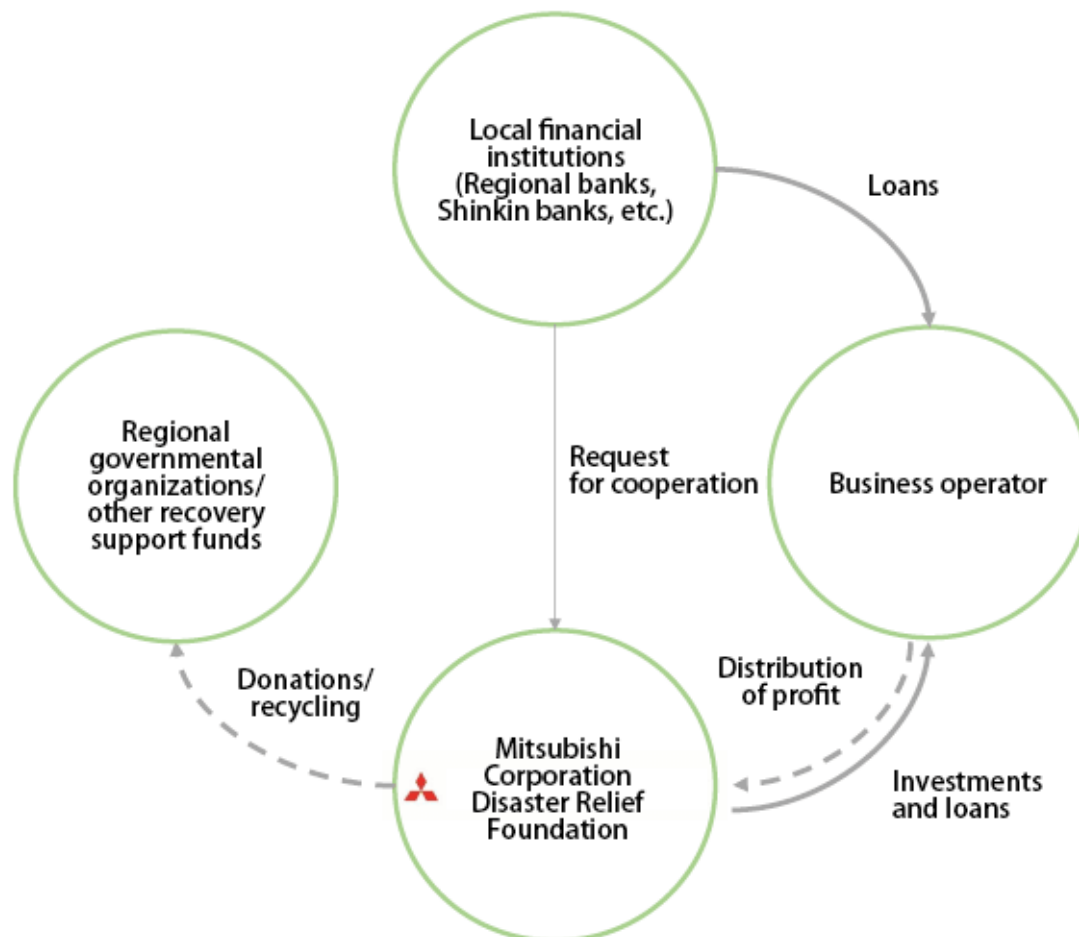 Local financial
institutions
(Regional banks,
Shinkin banks, etc.)
Loans
Regional
governmental
organizations/
other recovery
support funds
Request
for cooperation
Business operator
Donations/
recycling
Distribution
of profit
Mitsubishi
Corporation
Disaster Relief
Foundation
Investments
and loans